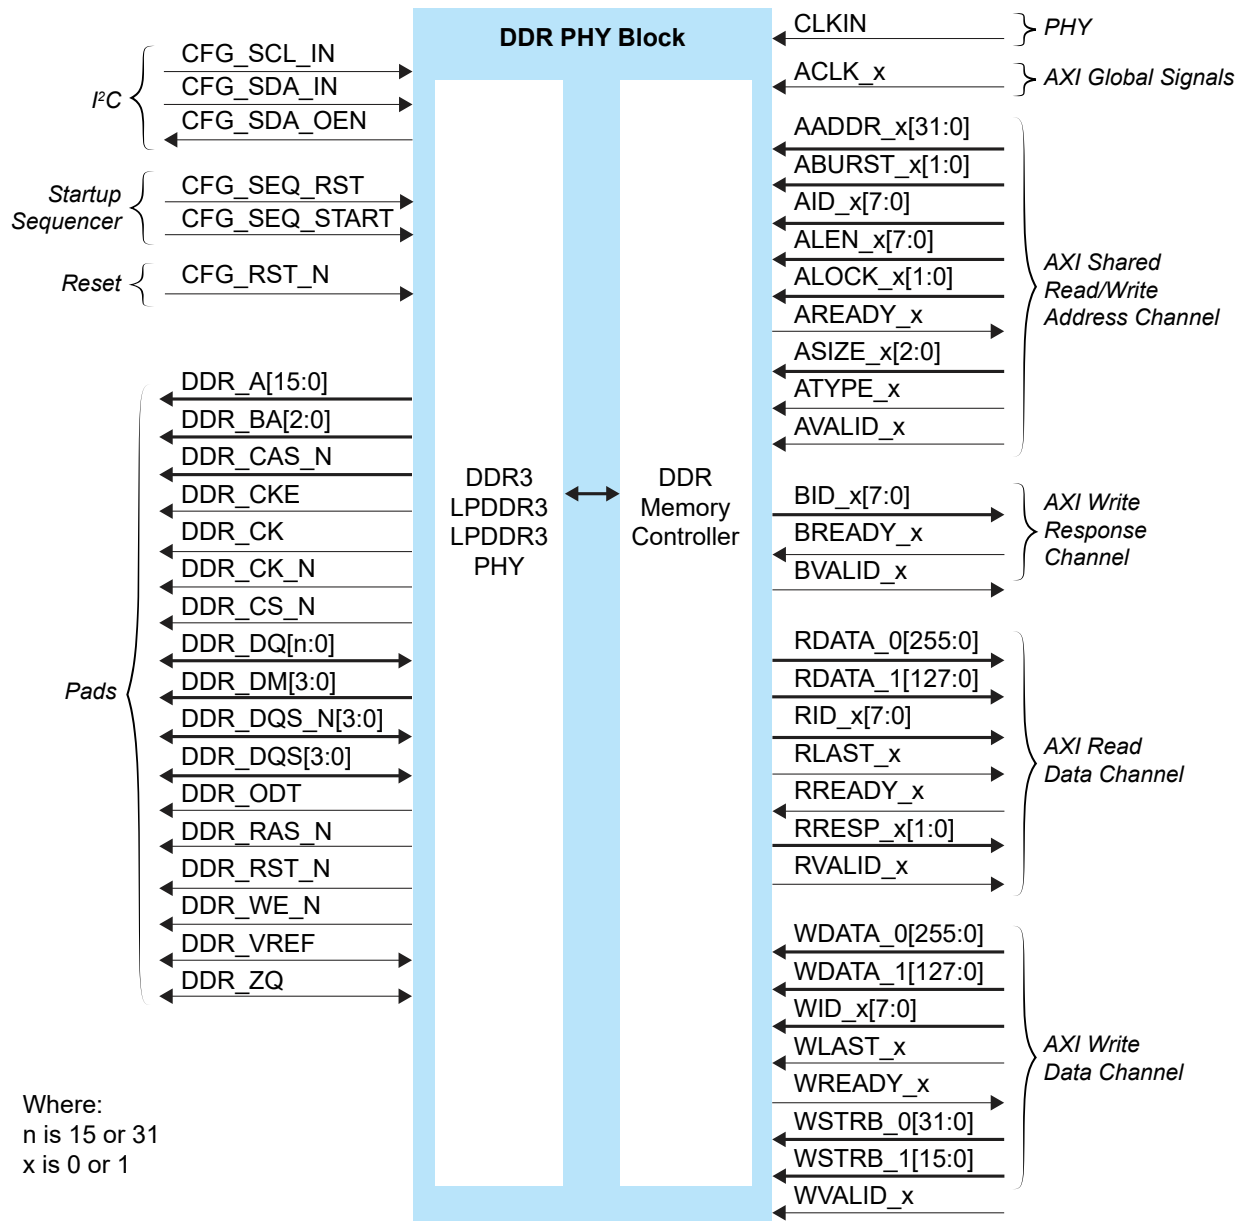 DDR PHY Block
I²C
CFG_SCL_IN
CFG_SDA_IN
CFG_SDA_OEN
Startup
Sequencer
CFG_SEQ_RST
CFG_SEQ_START
Reset
CFG_RST_N
Pads
DDR_A[15:0]
DDR_BA[2:0]
DDR_CAS_N
DDR_CKE
DDR_CK
DDR_CK_N
DDR_CS_N
DDR_DQ[n:0]
DDR_DM[3:0]
DDR_DQS_N[3:0]
DDR_DQS[3:0]
DDR_ODT
DDR_RAS_N
DDR_RST_N
DDR_WE_N
DDR_VREF
DDR_ZQ
Where:
n is 15 or 31
x is 0 or 1
DDR3
LPDDR3
LPDDR3
PHY
DDR
Memory
Controller
CLKIN
PHY
ACLK_x
AXI Global Signals
AADDR_x[31:0]
ABURST_x[1:0]
AID_x[7:0]
ALEN_x[7:0]
ALOCK_x[1:0]
AREADY_x
ASIZE_x[2:0]
ATYPE_x
AVALID_x
AXI Shared
Read/Write
Address Channel
BID_x[7:0]
BREADY_x
BVALID_x
AXI Write
Response
Channel
RDATA_0[255:0]
RDATA_1[127:0]
RID_x[7:0]
RLAST_x
RREADY_x
RRESP_x[1:0]
RVALID_x
AXI Read
Data Channel
WDATA_0[255:0]
WDATA_1[127:0]
WID_x[7:0]
WLAST_x
WREADY_x
WSTRB_0[31:0]
WSTRB_1[15:0]
WVALID_x
AXI Write
Data Channel